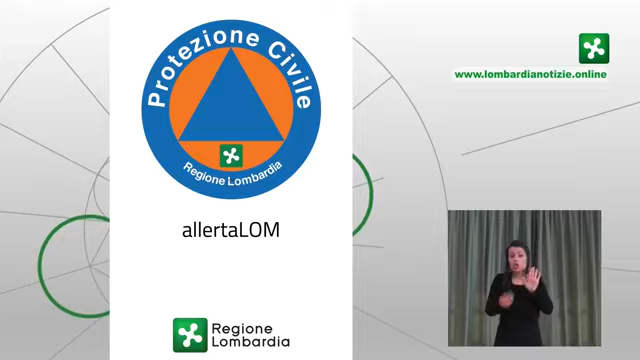 Protezione Civile
Regione Lombardia
allertaLOM
Regione
Lombardia
www.lombardianotizie.online